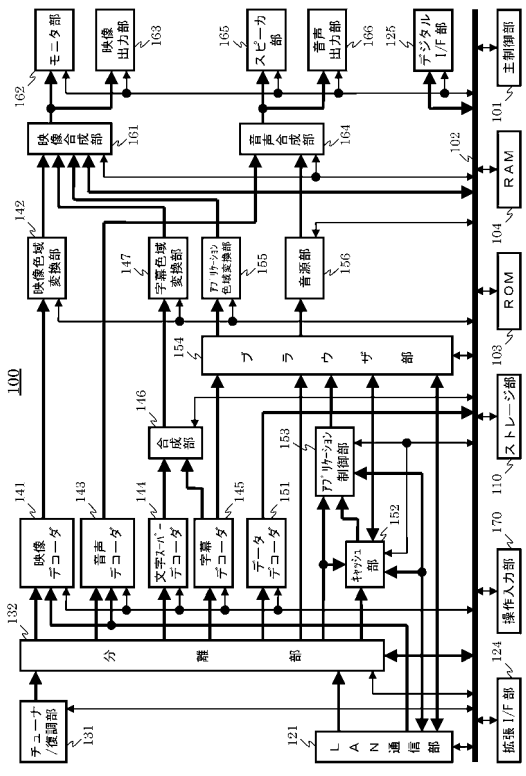 100
チューナ
/復調部
131
LAN通信部
121
分離部
132
映像
デコーダ
141
音声
デコーダ
143
文字スーパー
デコーダ
144
字幕
デコーダ
145
データ
デコーダ
151
キャッシュ
部
152
アプリケーション
制御部
153
合成部
146
ブラウザ部
154
映像色域
変換部
142
字幕色域
変換部
147
アプリケーション
色域変換部
155
音源部
156
映像合成部
161
音声合成部
164
モニタ部
162
映像
出力部
163
スピーカ
部
165
音声
出力部
166
デジタル
I/F部
125
102
拡張I/F部
124
操作入力部
170
ストレージ部
110
ROM
103
RAM
104
主制御部
101